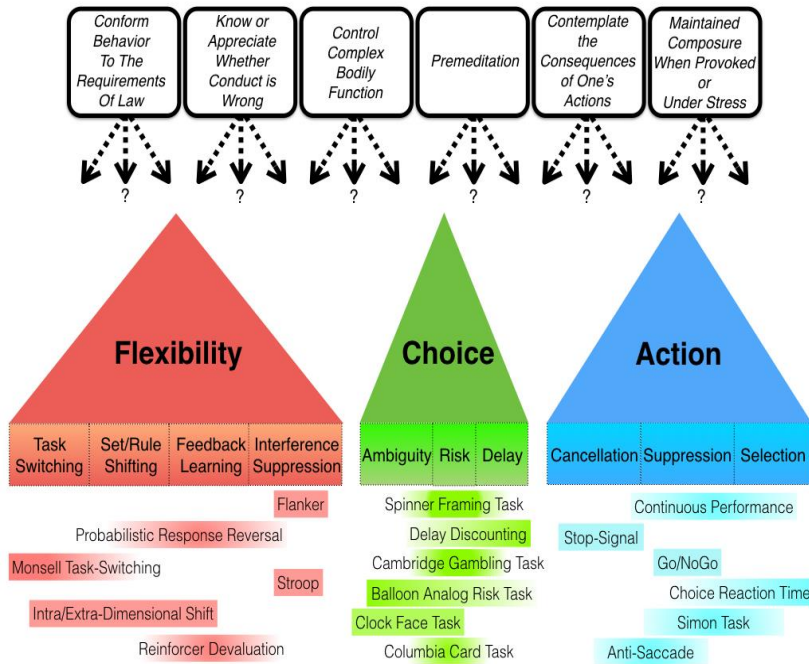 Conform
Behavior
To The
Requirements
Of Law
Know or
Appreciate
Whether
Conduct is
Wrong
Control
Complex
Bodily
Function
Premeditation
Contemplate
the
Consequences
of One's
Actions
Maintained
Composure
When Provoked
or
Under Stress
? ? ? ? ? ?
Flexibility
Choice
Action
Task
Switching
Set/Rule
Shifting
Feedback
Learning
Interference
Suppression
Ambiguity
Risk
Delay
Cancellation
Suppression
Selection
Flanker
Probabilistic Response Reversal
Monsell Task-Switching
Stroop
Intra/Extra-Dimensional Shift
Reinforcer Devaluation
Spinner Framing Task
Delay Discounting
Cambridge Gambling Task
Balloon Analog Risk Task
Clock Face Task
Columbia Card Task
Continuous Performance
Stop-Signal
Go/NoGo
Choice Reaction Time
Simon Task
Anti-Saccade